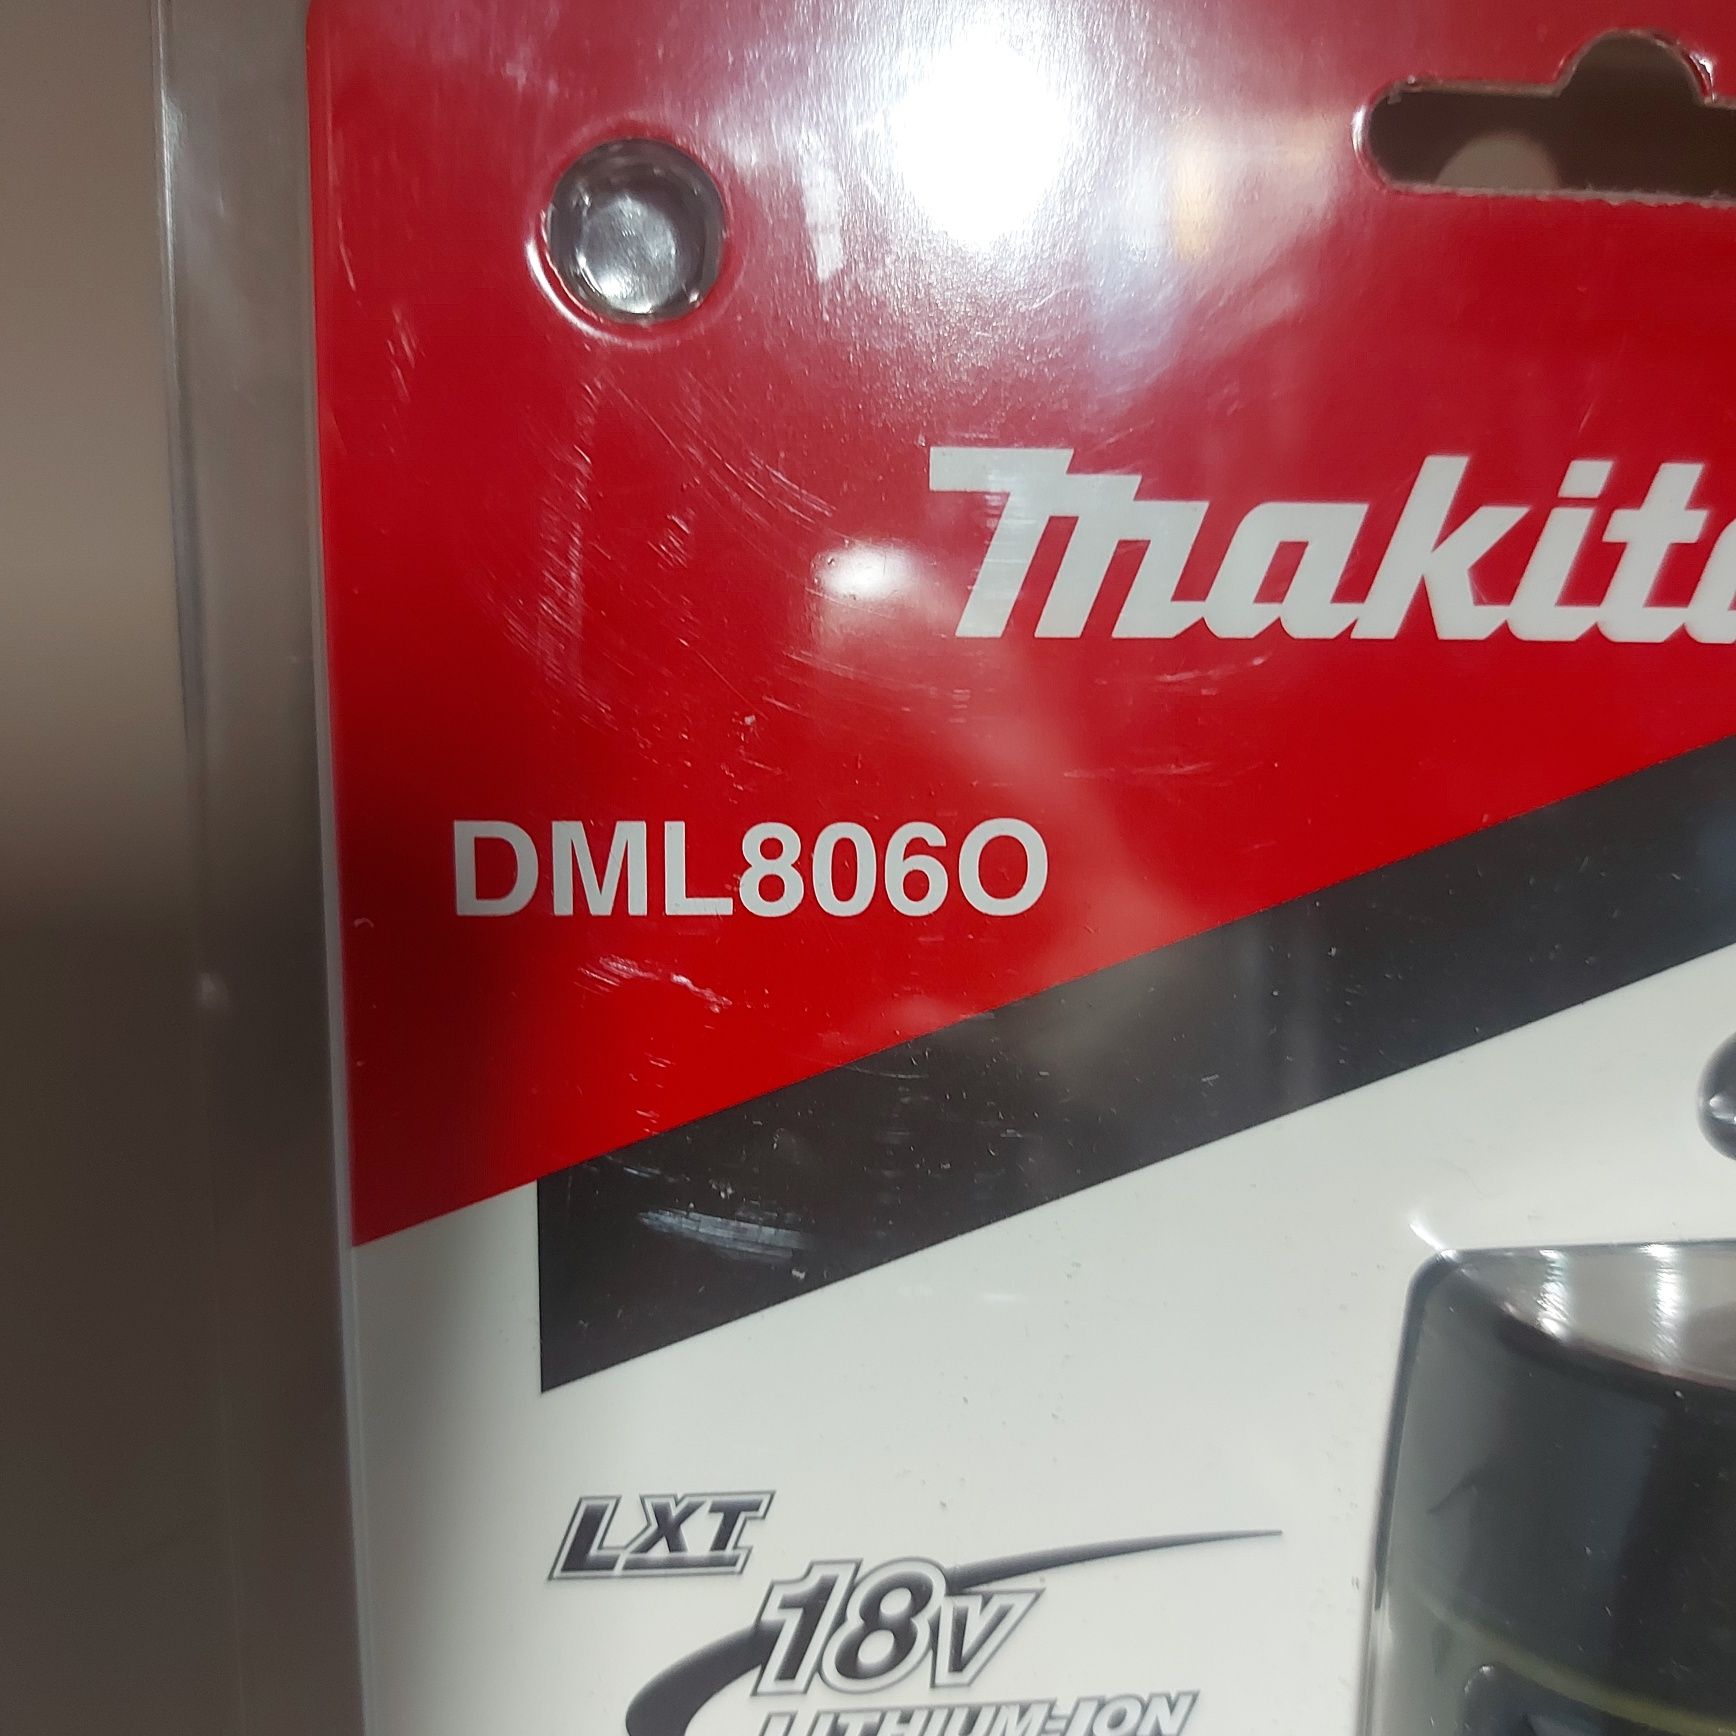 makita
DML806O
LXT
18V
LITHIUM-ION